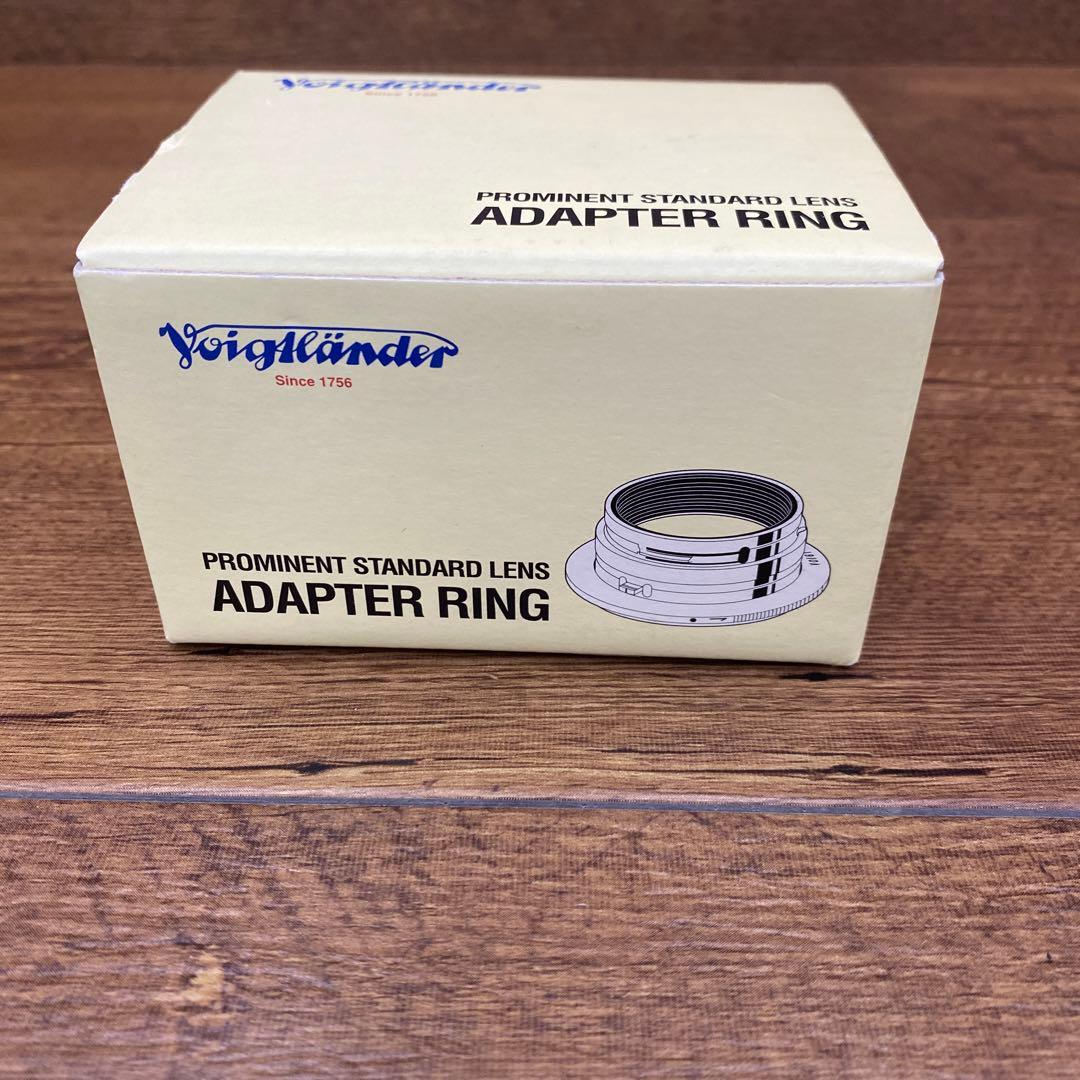 Voigtländer
Since 1756
PROMINENT STANDARD LENS
ADAPTER RING
Voigtländer
Since 1756
PROMINENT STANDARD LENS
ADAPTER RING